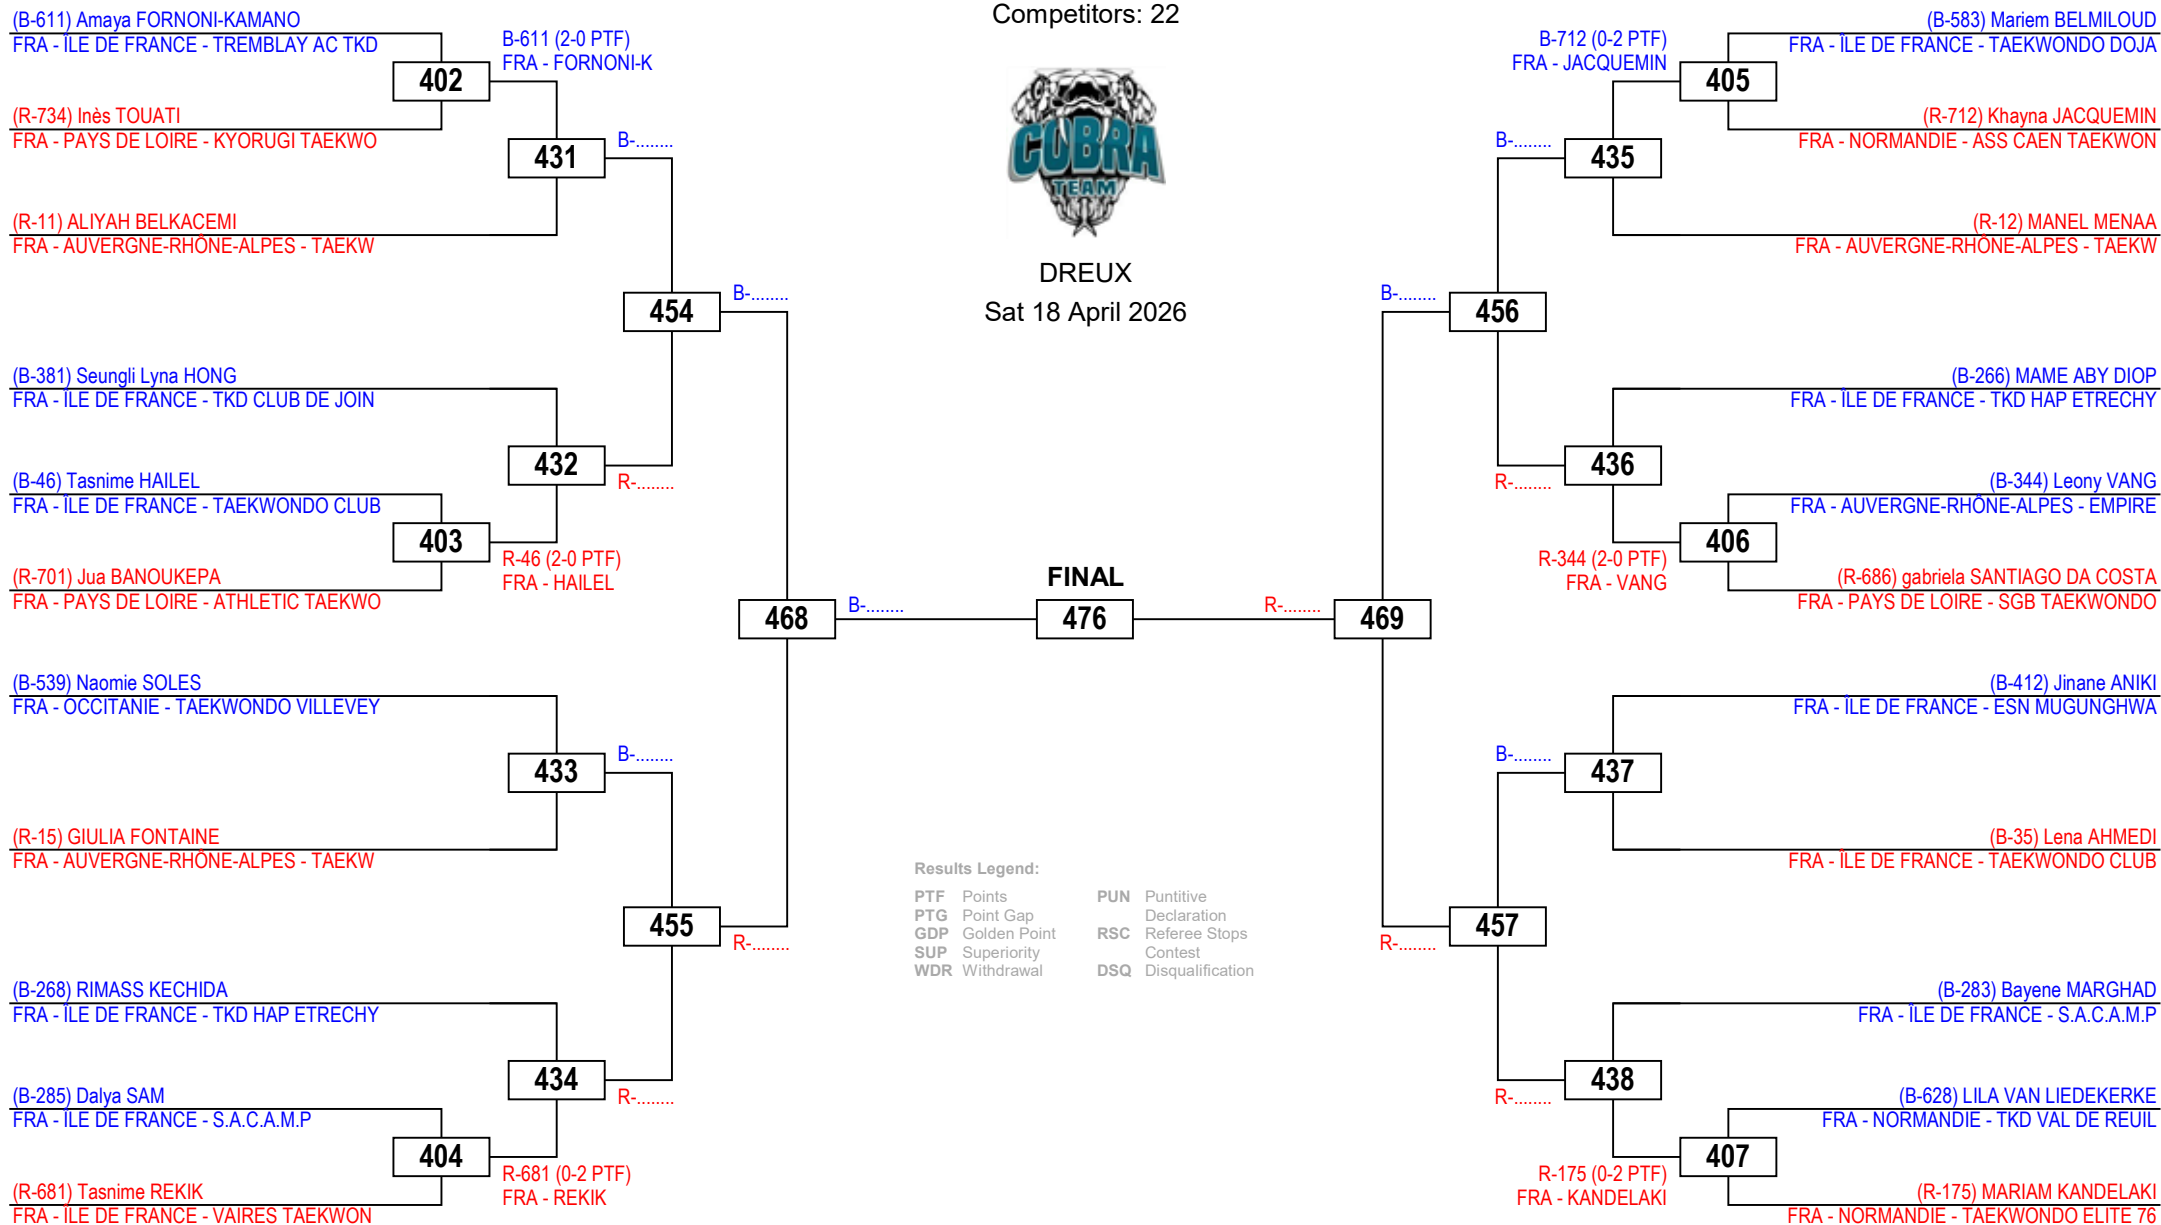 Competitors: 22
COBRA
TEAM
DREUX
Sat 18 April 2026
(B-611) Amaya FORNONI-KAMANO
FRA - ÎLE DE FRANCE - TREMBLAY AC TKD
402
B-611 (2-0 PTF)
FRA - FORNONI-K
(R-734) Inès TOUATI
FRA - PAYS DE LOIRE - KYORUGI TAEKWO
431
B-........
(R-11) ALIYAH BELKACEMI
FRA - AUVERGNE-RHÔNE-ALPES - TAEKW
454
B-........
(B-381) Seungli Lyna HONG
FRA - ÎLE DE FRANCE - TKD CLUB DE JOIN
432
R-........
(B-46) Tasnime HAILEL
FRA - ÎLE DE FRANCE - TAEKWONDO CLUB
403
R-46 (2-0 PTF)
FRA - HAILEL
(R-701) Jua BANOUKEPA
FRA - PAYS DE LOIRE - ATHLETIC TAEKWO
468
B-........
(B-539) Naomie SOLES
FRA - OCCITANIE - TAEKWONDO VILLEVEY
433
B-........
(R-15) GIULIA FONTAINE
FRA - AUVERGNE-RHÔNE-ALPES - TAEKW
455
R-........
(B-268) RIMASS KECHIDA
FRA - ÎLE DE FRANCE - TKD HAP ETRECHY
434
R-........
(B-285) Dalya SAM
FRA - ÎLE DE FRANCE - S.A.C.A.M.P
404
R-681 (0-2 PTF)
FRA - REKIK
(R-681) Tasnime REKIK
FRA - ÎLE DE FRANCE - VAIRES TAEKWON
FINAL
476
Results Legend:
PTF Points
PTG Point Gap
GDP Golden Point
SUP Superiority
WDR Withdrawal
PUN Puntitive
Declaration
RSC Referee Stops
Contest
DSQ Disqualification
(B-583) Mariem BELMILOUD
FRA - ÎLE DE FRANCE - TAEKWONDO DOJA
B-712 (0-2 PTF)
FRA - JACQUEMIN
405
(R-712) Khayna JACQUEMIN
FRA - NORMANDIE - ASS CAEN TAEKWON
B-........
435
(R-12) MANEL MENAA
FRA - AUVERGNE-RHÔNE-ALPES - TAEKW
B-........
456
(B-266) MAME ABY DIOP
FRA - ÎLE DE FRANCE - TKD HAP ETRECHY
R-........
436
(B-344) Leony VANG
FRA - AUVERGNE-RHÔNE-ALPES - EMPIRE
406
R-344 (2-0 PTF)
FRA - VANG
(R-686) gabriela SANTIAGO DA COSTA
FRA - PAYS DE LOIRE - SGB TAEKWONDO
R-........
469
(B-412) Jinane ANIKI
FRA - ÎLE DE FRANCE - ESN MUGUNGHWA
B-........
437
(B-35) Lena AHMEDI
FRA - ÎLE DE FRANCE - TAEKWONDO CLUB
R-........
457
(B-283) Bayene MARGHAD
FRA - ÎLE DE FRANCE - S.A.C.A.M.P
R-........
438
(B-628) LILA VAN LIEDEKERKE
FRA - NORMANDIE - TKD VAL DE REUIL
407
R-175 (0-2 PTF)
FRA - KANDELAKI
(R-175) MARIAM KANDELAKI
FRA - NORMANDIE - TAEKWONDO ELITE 76